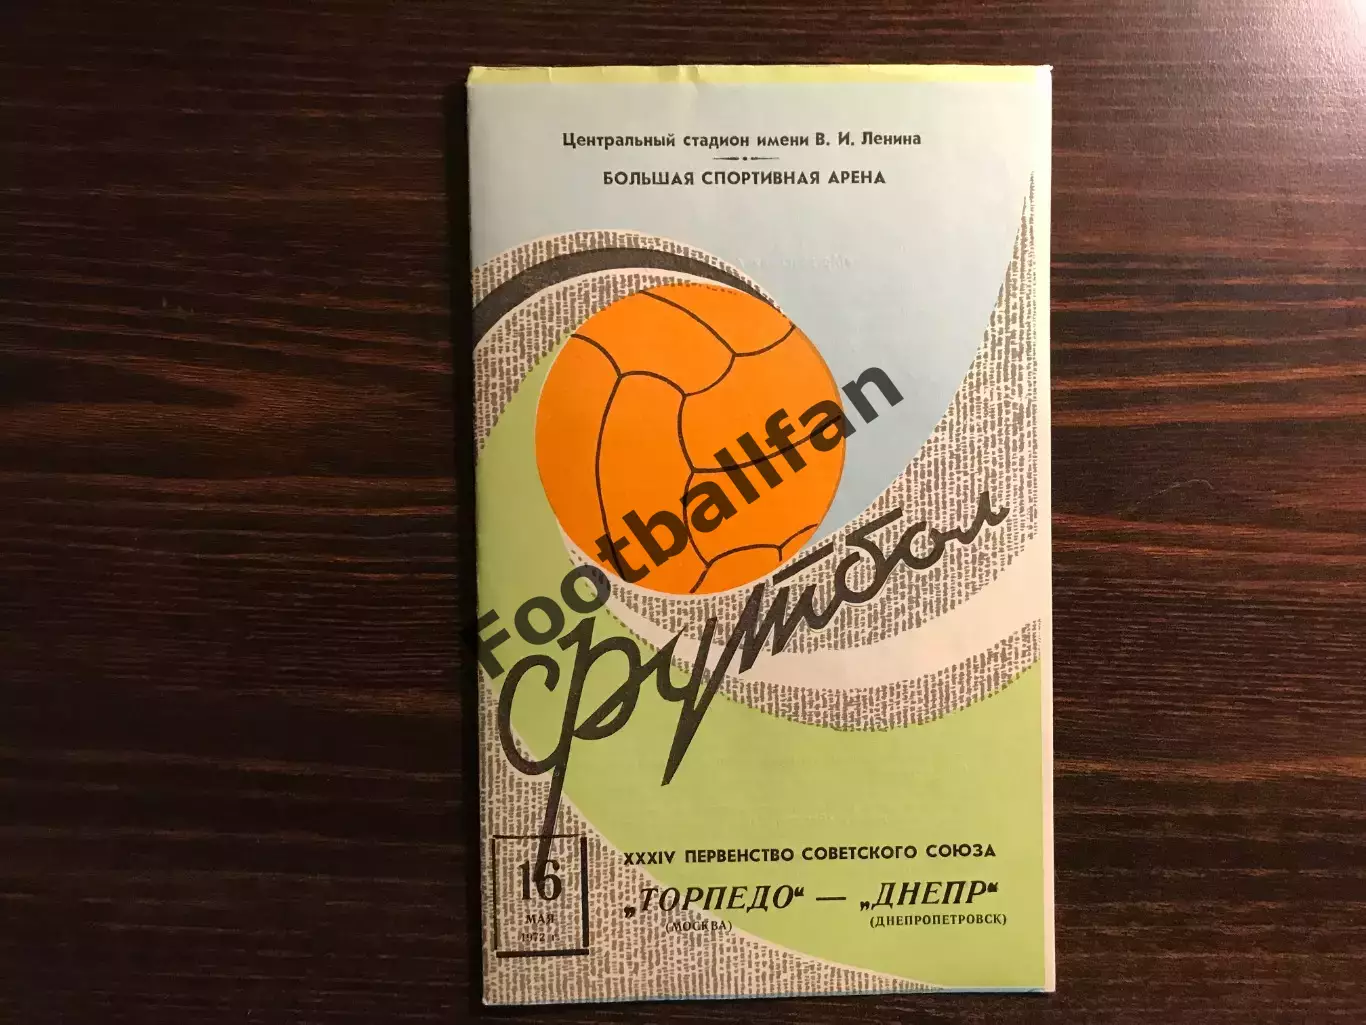 Центральный стадион имени В. И. Ленина
БОЛЬШАЯ СПОРТИВНАЯ АРЕНА
Footballfan
Футбол
XXXIV ПЕРВЕНСТВО СОВЕТСКОГО СОЮЗА
„ТОРПЕДО“ — „ДНЕПР“
(МОСКВА) (ДНЕПРОПЕТРОВСК)
16
МАЯ
1972 г.